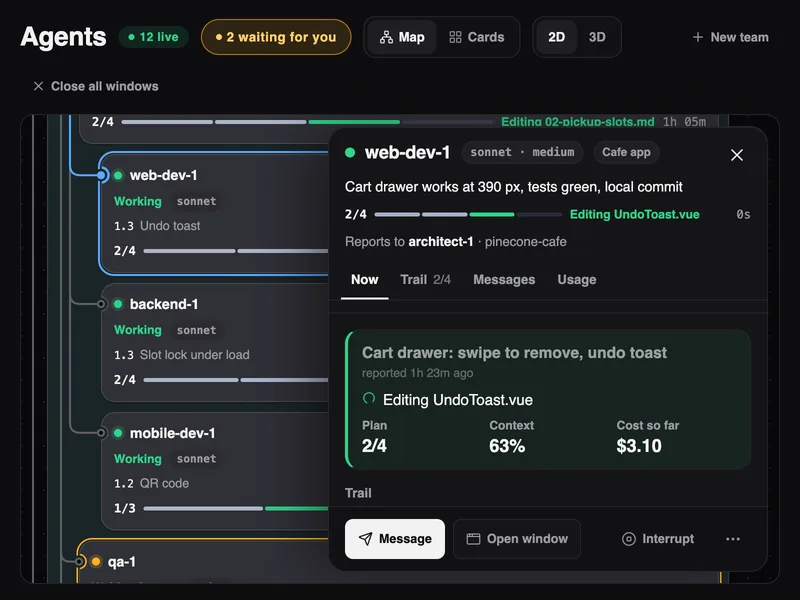 Agents
12 live
2 waiting for you
Map
Cards
2D
3D
+ New team
Close all windows
2/4
Editing 02-pickup-slots.md
1h 05m
web-dev-1
Working sonnet
1.3 Undo toast
2/4
backend-1
Working sonnet
1.3 Slot lock under load
2/4
mobile-dev-1
Working sonnet
1.2 QR code
1/3
qa-1
web-dev-1
sonnet · medium
Cafe app
Cart drawer works at 390 px, tests green, local commit
2/4
Editing UndoToast.vue
0s
Reports to architect-1 · pinecone-cafe
Now
Trail 2/4
Messages
Usage
Cart drawer: swipe to remove, undo toast
reported 1h 23m ago
Editing UndoToast.vue
Plan Context Cost so far
2/4 63% $3.10
Trail
Message
Open window
Interrupt